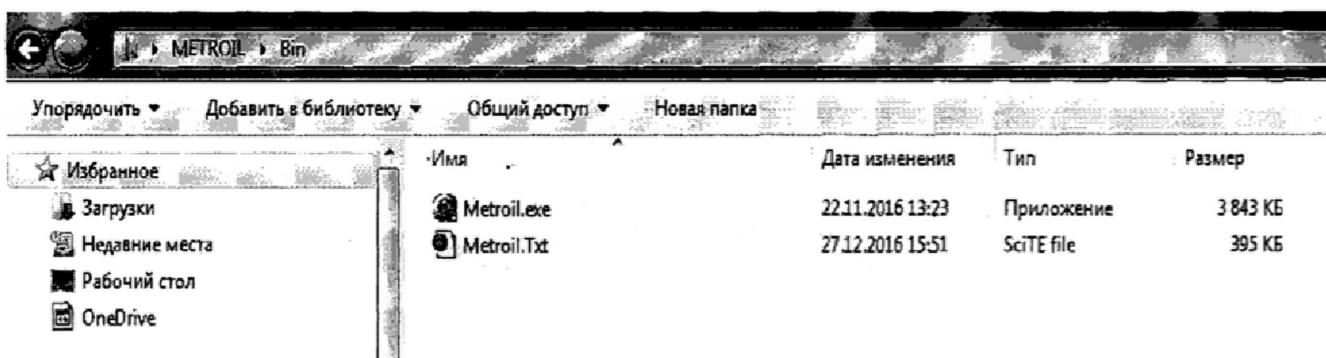 METROIL Bin
Упорядочить Добавить в библиотеку Общий доступ Новая папка
Избранное
Загрузки
Недавние места
Рабочий стол
OneDrive
Имя Дата изменения Тип Размер
Metroil.exe 22.11.2016 13:23 Приложение 3 843 КБ
Metroil.Txt 27.12.2016 15:51 SciTE file 395 КБ